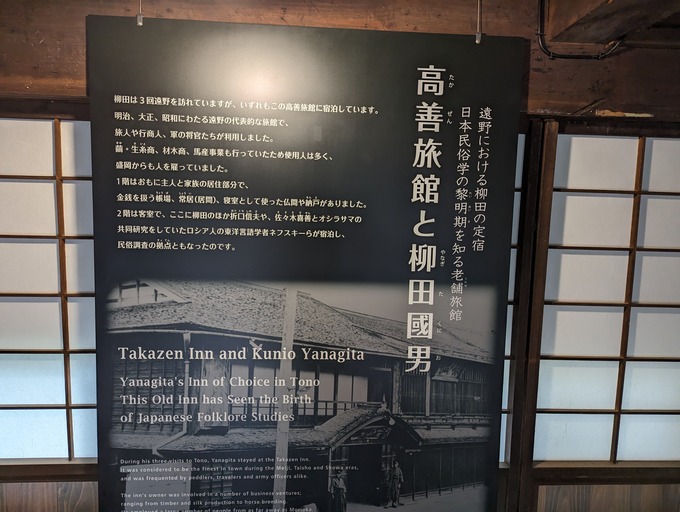 高善旅館と柳田國男
遠野における柳田の定宿
日本民俗学の黎明期を知る老舗旅館
柳田は3回遠野を訪れていますが、いずれもこの高善旅館に宿泊しています。
明治、大正、昭和にわたる遠野の代表的な旅館で、
旅人や行商人、軍の将官たちが利用しました。
繭・生糸商、材木商、馬産事業も行っていたため使用人は多く、
盛岡からも人を雇っていました。
1階はおもに主人と家族の居住部分で、
金銭を扱う帳場、常居(居間)、寝室として使った仏間や納戸がありました。
2階は客室で、ここに柳田のほか折口信夫や、佐々木喜善とオシラサマの
共同研究をしていたロシア人の東洋言語学者ネフスキーらが宿泊し、
民俗調査の拠点ともなったのです。
Takazen Inn and Kunio Yanagita
Yanagita's Inn of Choice in Tono
This Old Inn has Seen the Birth
of Japanese Folklore Studies
During his three visits to Tono, Yanagita stayed at the Takazen Inn.
It was considered to be the finest in town during the Meiji, Taisho and Showa eras,
and was frequented by peddlers, travelers and army officers alike.
The inn's owner was involved in a number of business ventures:
ranging from timber and silk production to horse breeding.